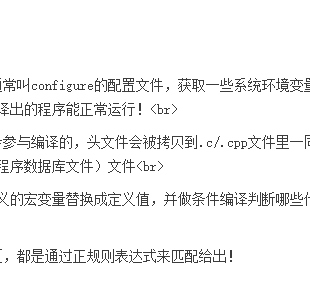 常叫configure的配置文件，获取一些系统环境变
译出的程序能正常运行！<br>
参与编译的，头文件会被拷贝到.c/.cpp文件里一
程序数据库文件）文件<br>
义的宏变量替换成定义值，并做条件编译判断哪些
，都是通过正规则表达式来匹配给出！